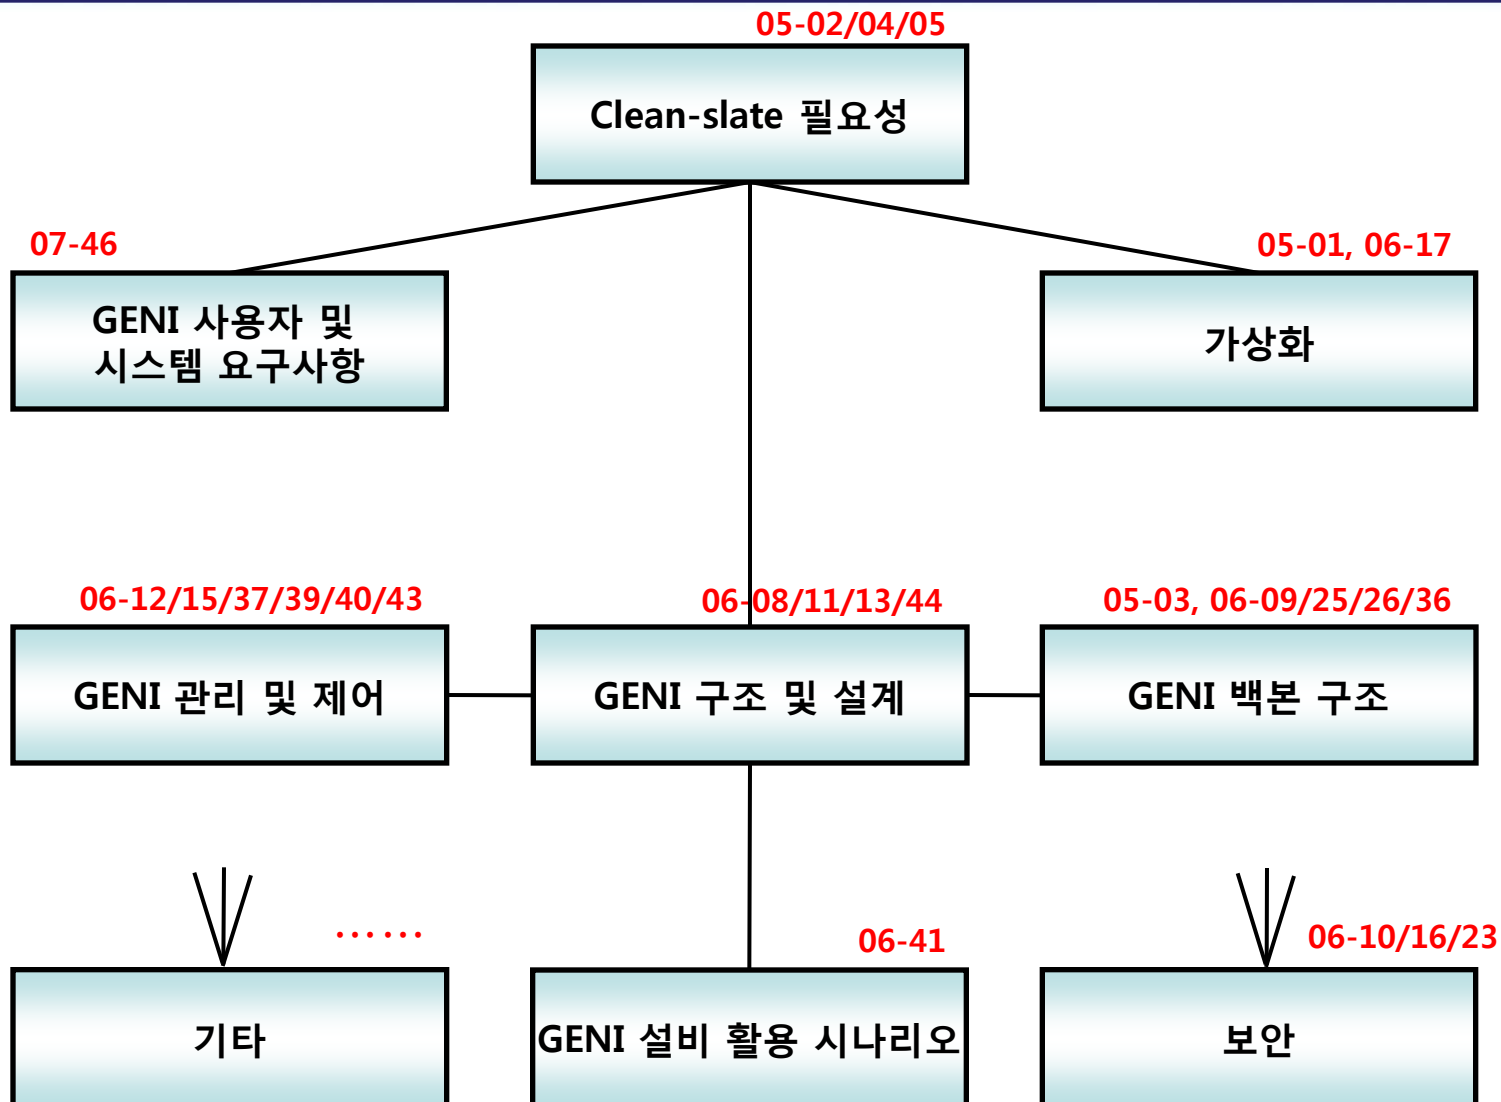 05-02/04/05
Clean-slate 필요성
07-46
05-01, 06-17
GENI 사용자 및
시스템 요구사항
가상화
06-12/15/37/39/40/43
06-08/11/13/44
05-03, 06-09/25/26/36
GENI 관리 및 제어
GENI 구조 및 설계
GENI 백본 구조
······
06-41
06-10/16/23
기타
GENI 설비 활용 시나리오
보안